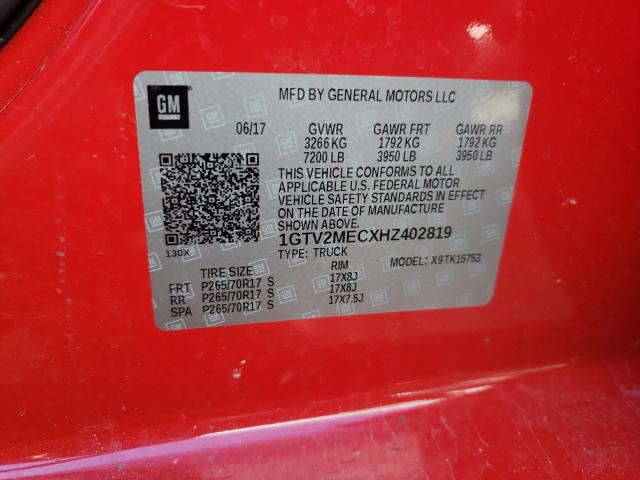 GM
MFD BY GENERAL MOTORS LLC
06/17 GVWR GAWR FRT GAWR RR
3266 KG 1792 KG 1792 KG
7200 LB 3950 LB 3950 LB
THIS VEHICLE CONFORMS TO ALL
APPLICABLE U.S. FEDERAL MOTOR
VEHICLE SAFETY STANDARDS IN EFFECT
ON THE DATE OF MANUFACTURE
SHOWN ABOVE.
130X 1GTV2MECXHZ402819
TYPE: TRUCK MODEL: X9TK15753
TIRE SIZE RIM
FRT P265/70R17 S 17X8J
RR P265/70R17 S 17X8J
SPA P265/70R17 S 17X7.5J